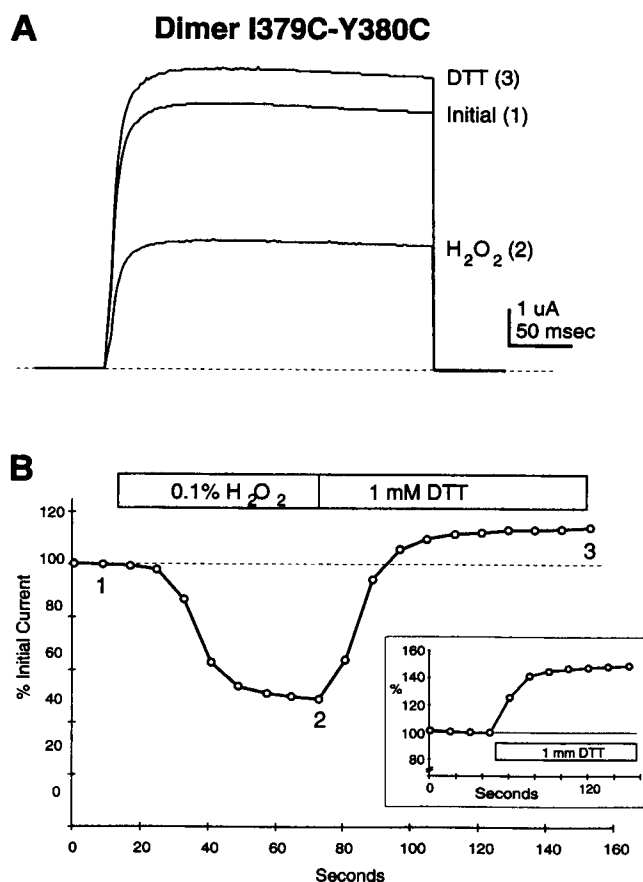 A
Dimer I379C-Y380C
DTT (3)
Initial (1)
H2O2 (2)
1 uA
50 msec
B
0.1% H2O2
1 mM DTT
120
100
80
60
40
20
0
% Initial Current
1
2
3
0 20 40 60 80 100 120 140 160
Seconds
160
140
120
100
80
%
1 mm DTT
0 120
Seconds